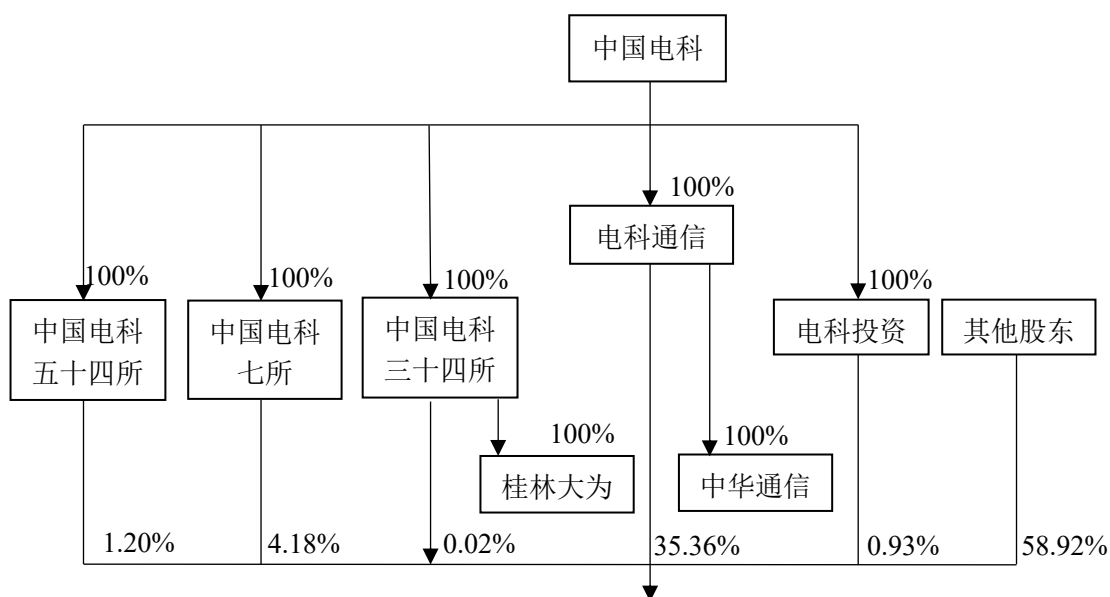 中国电科
100%
电科通信
100%
100%
100%
100%
中国电科
五十四所
中国电科
七所
中国电科
三十四所
电科投资
其他股东
100%
100%
桂林大为
中华通信
1.20%
4.18%
0.02%
35.36%
0.93%
58.92%